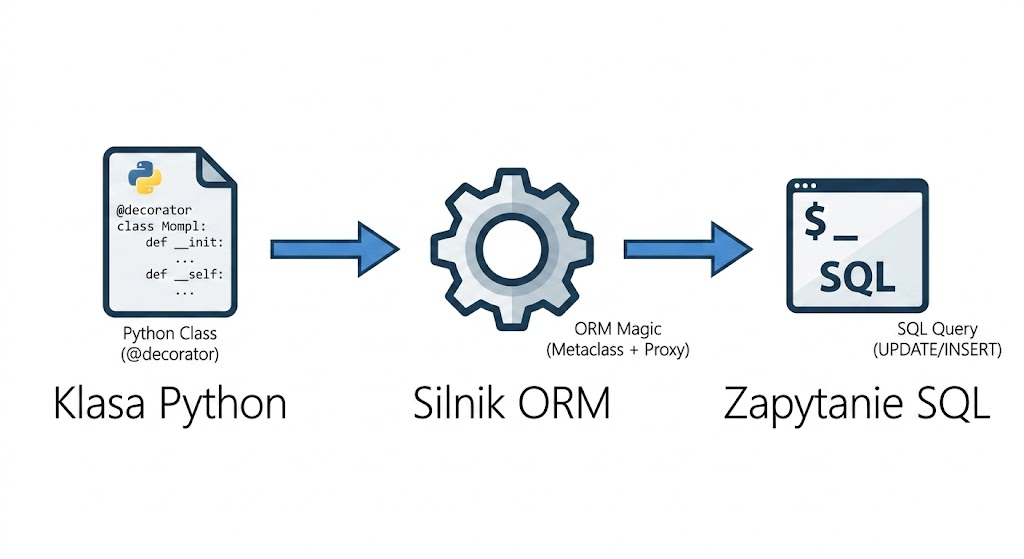 @decorator
class Mompl:
def __init:
...
def __self:
...
Python Class
(@decorator)
Klasa Python
ORM Magic
(Metaclass + Proxy)
Silnik ORM
$_
SQL
SQL Query
(UPDATE/INSERT)
Zapytanie SQL